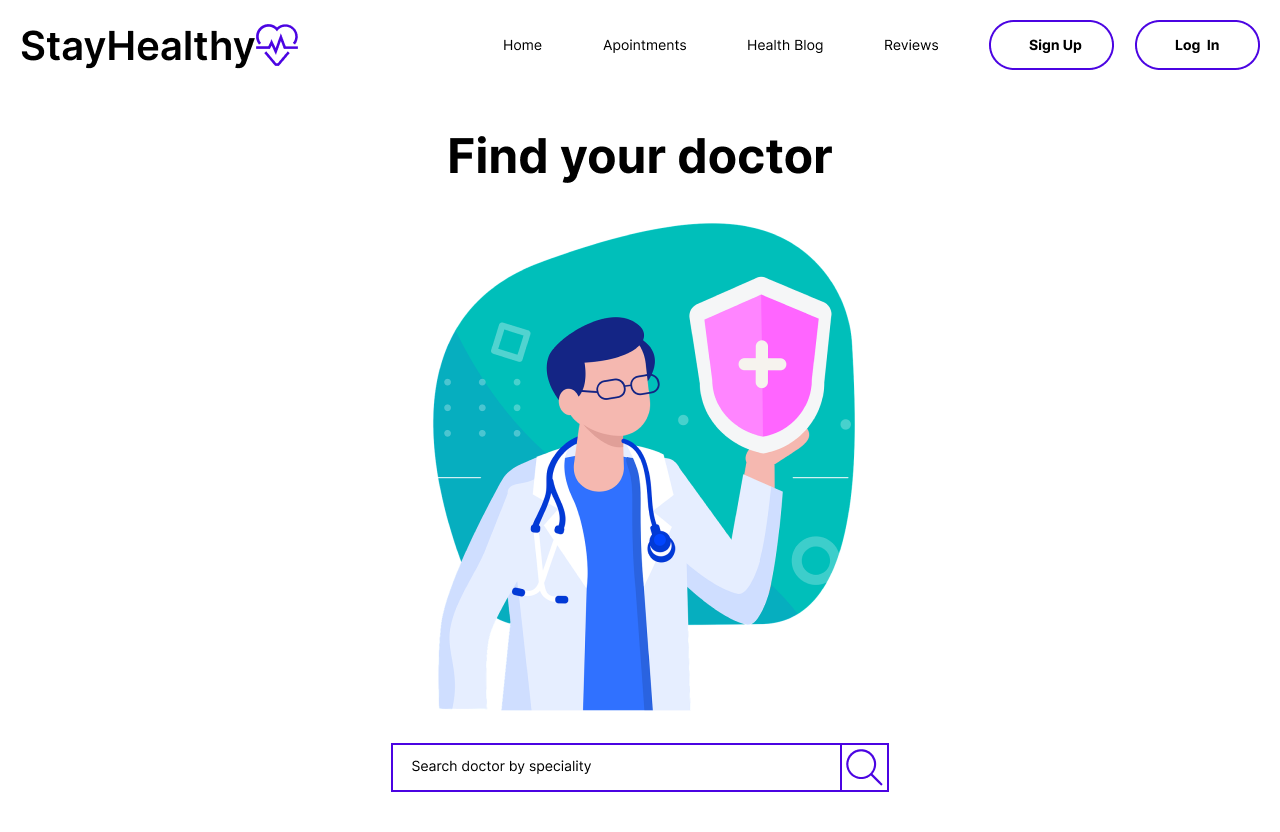 StayHealthy
Home Apointments Health Blog Reviews Sign Up Log In
Find your doctor
Search doctor by speciality